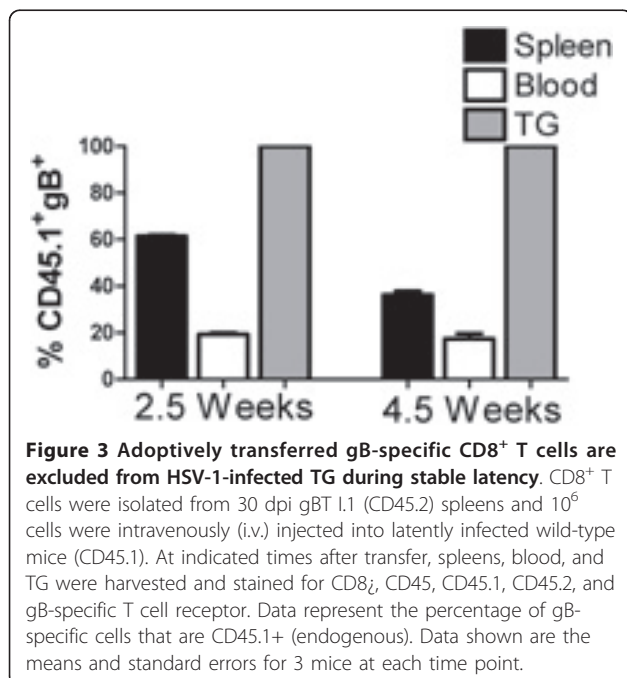 Spleen
Blood
TG
% CD45.1+gB+
100
80
60
40
20
0
2.5 Weeks 4.5 Weeks
Figure 3 Adoptively transferred gB-specific CD8+ T cells are
excluded from HSV-1-infected TG during stable latency. CD8+ T
cells were isolated from 30 dpi gBT I.1 (CD45.2) spleens and 10⁶
cells were intravenously (i.v.) injected into latently infected wild-type
mice (CD45.1). At indicated times after transfer, spleens, blood, and
TG were harvested and stained for CD8¿, CD45, CD45.1, CD45.2, and
gB-specific T cell receptor. Data represent the percentage of gB-
specific cells that are CD45.1+ (endogenous). Data shown are the
means and standard errors for 3 mice at each time point.